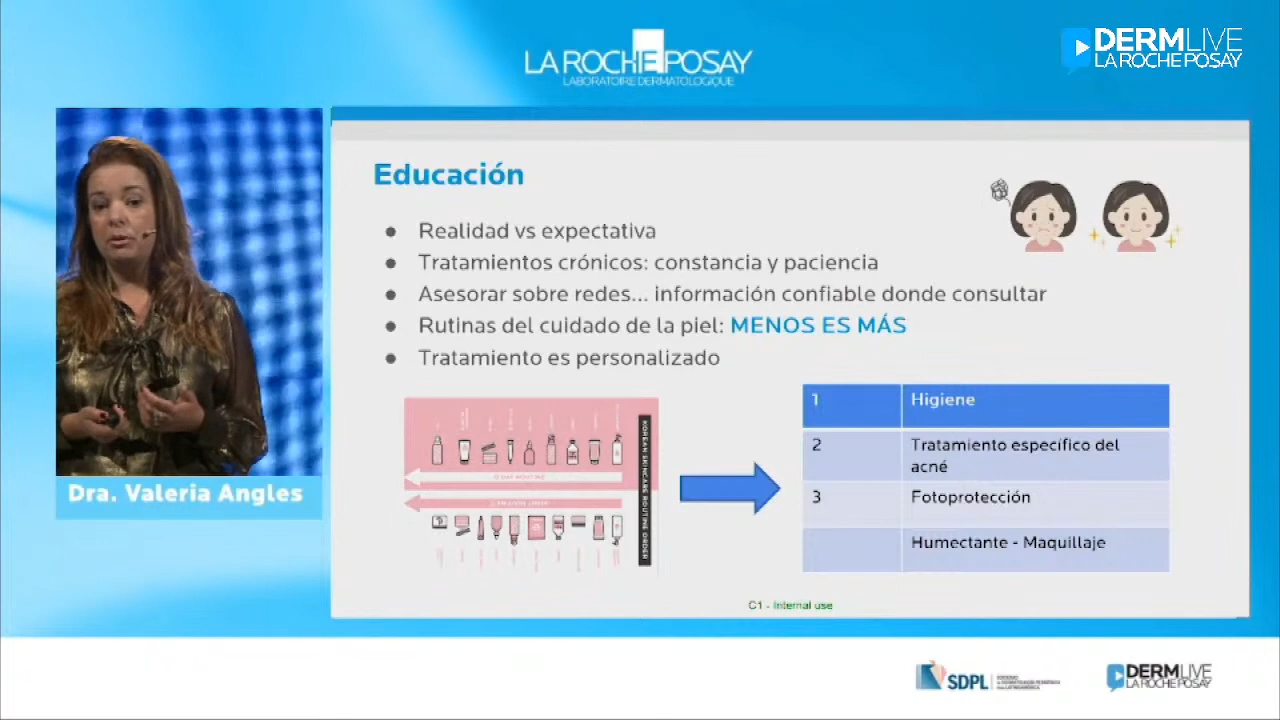 LA ROCHE POSAY
LABORATOIRE DERMATOLOGIQUE
DERMLIVE
LA ROCHE POSAY
Educación
● Realidad vs expectativa
● Tratamientos crónicos: constancia y paciencia
● Asesorar sobre redes... información confiable donde consultar
● Rutinas del cuidado de la piel: MENOS ES MÁS
● Tratamiento es personalizado
KOREAN SKINCARE ROUTINE ORDER
1 Higiene
2 Tratamiento específico del
acné
3 Fotoprotección
Humectante - Maquillaje
Dra. Valeria Angles
C1 - Internal use
SDPL
DERMLIVE
LA ROCHE POSAY